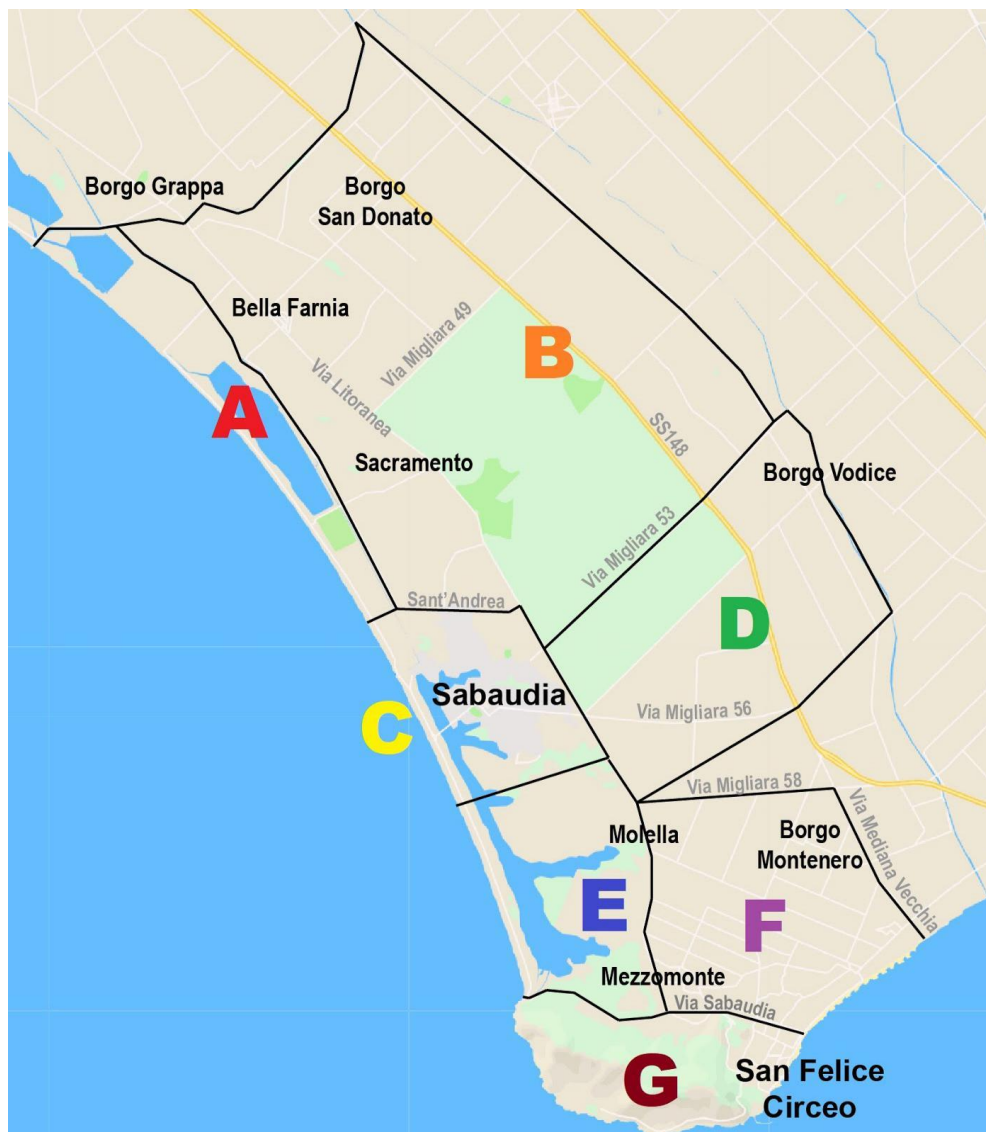 Borgo Grappa
Borgo
San Donato
Bella Farnia
Via Migliara 49
B
Via Litoranea
A
SS148
Sacramento
Borgo Vodice
Via Migliara 53
Sant'Andrea
D
Sabaudia
C
Via Migliara 56
Via Migliara 58
Molella
Borgo
Montenero
Via Mediana Vecchia
E
F
Mezzomonte
Via Sabaudia
G
San Felice
Circeo